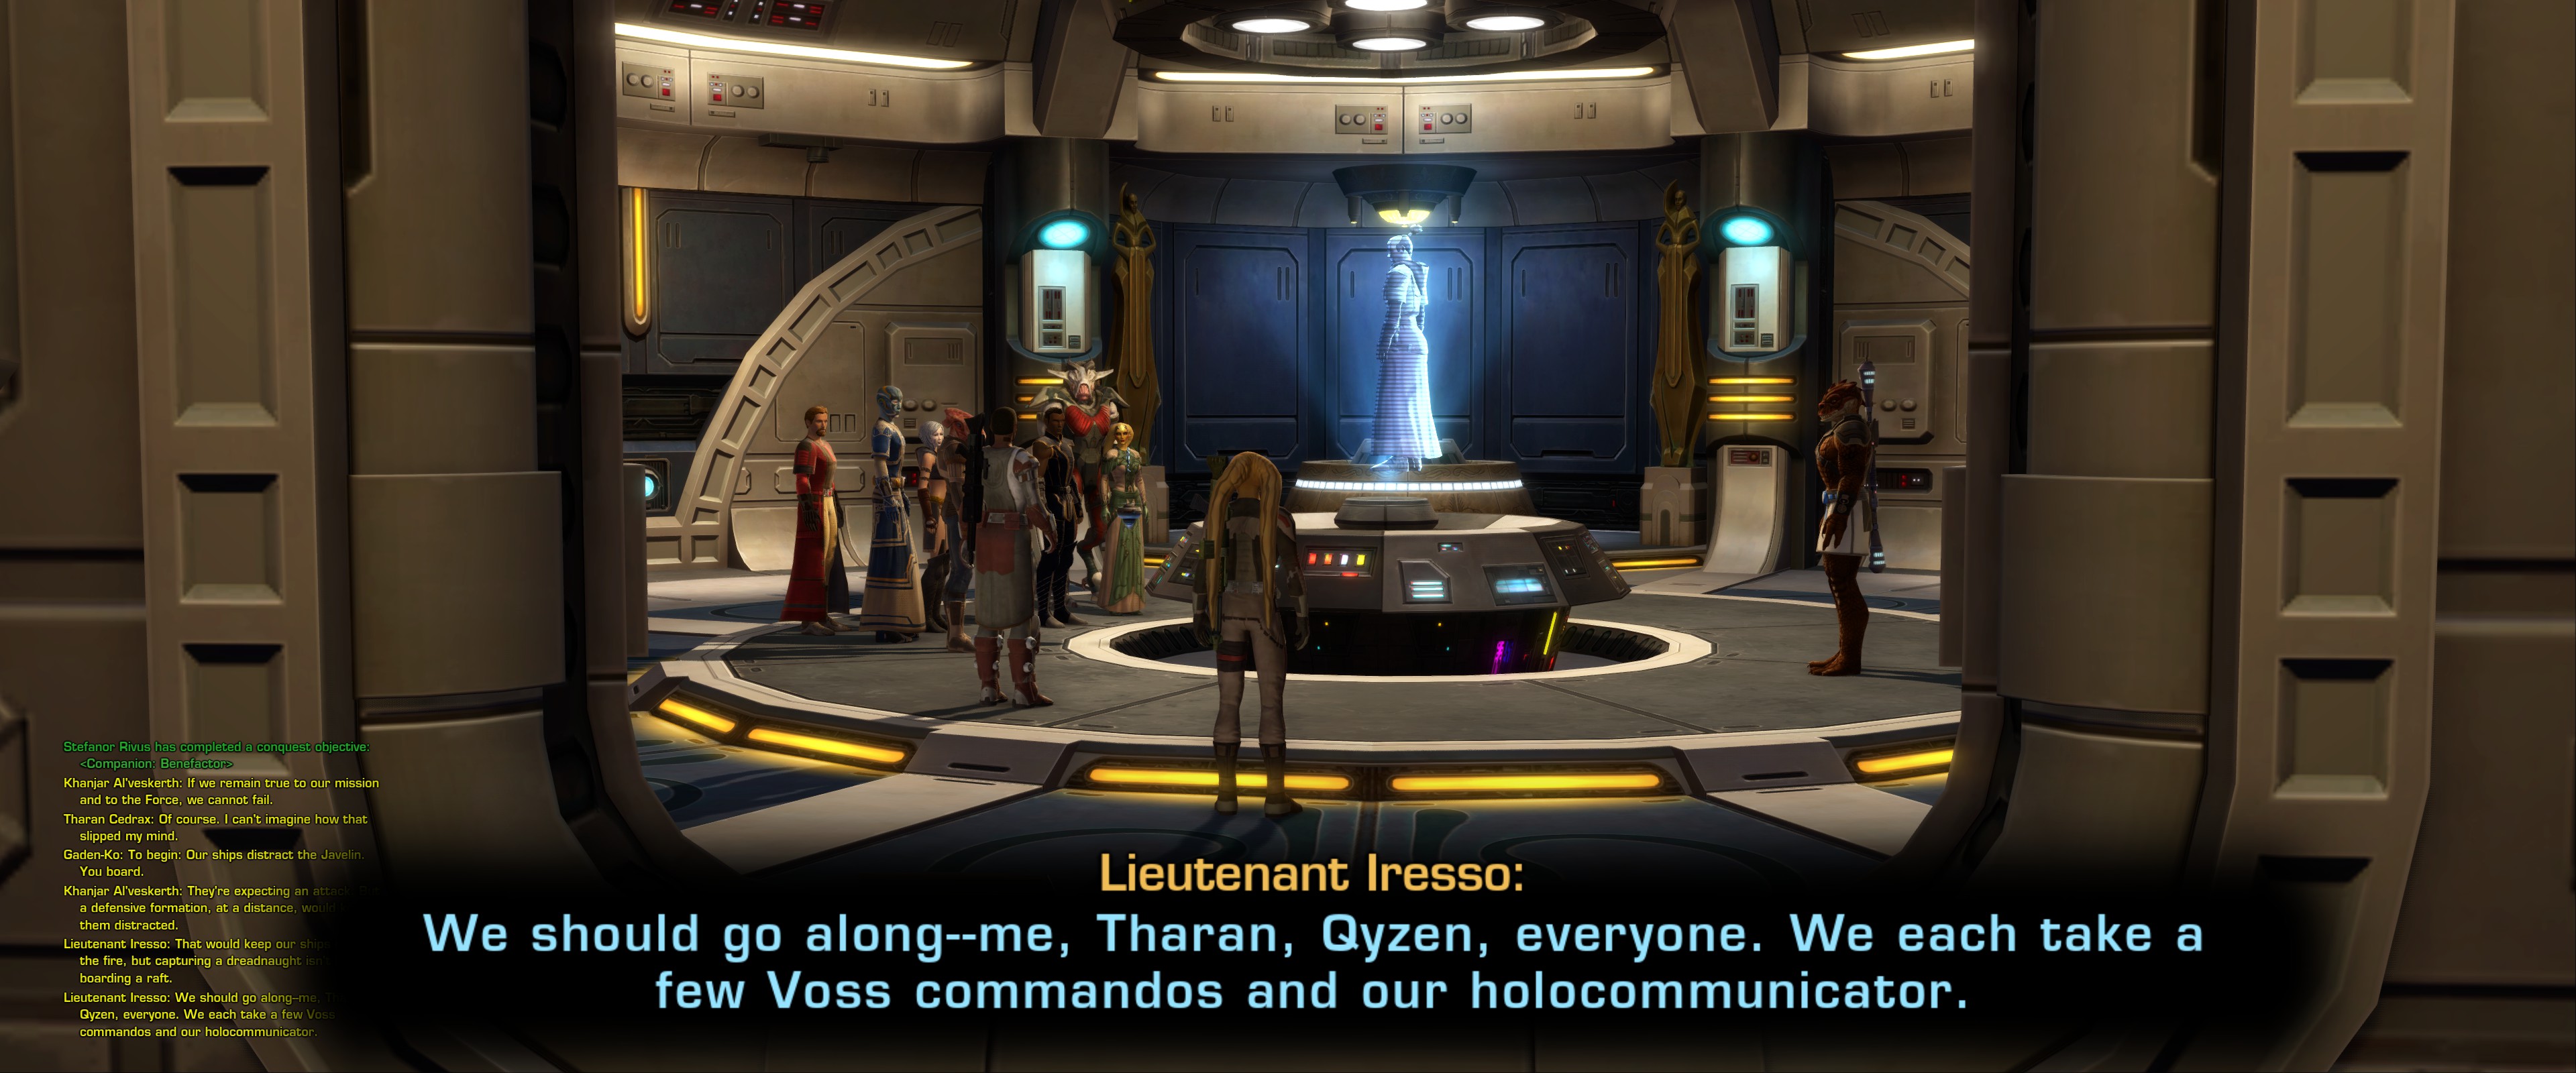 Stefanor Rivus has completed a conquest objective:
<Companion: Benefactor>
Khanjar Al'veskerth: If we remain true to our mission
and to the Force, we cannot fail.
Tharan Cedrax: Of course. I can't imagine how that
slipped my mind.
Gaden-Ko: To begin: Our ships distract the Javelin.
You board.
Khanjar Al'veskerth: They're expecting an attack.
a defensive formation, at a distance, would
them distracted.
Lieutenant Iresso: That would keep our ships
the fire, but capturing a dreadnaught isn't
boarding a raft.
Lieutenant Iresso: We should go along--me,
Qyzen, everyone. We each take a few Voss
commandos and our holocommunicator.
Lieutenant Iresso:
We should go along--me, Tharan, Qyzen, everyone. We each take a
few Voss commandos and our holocommunicator.